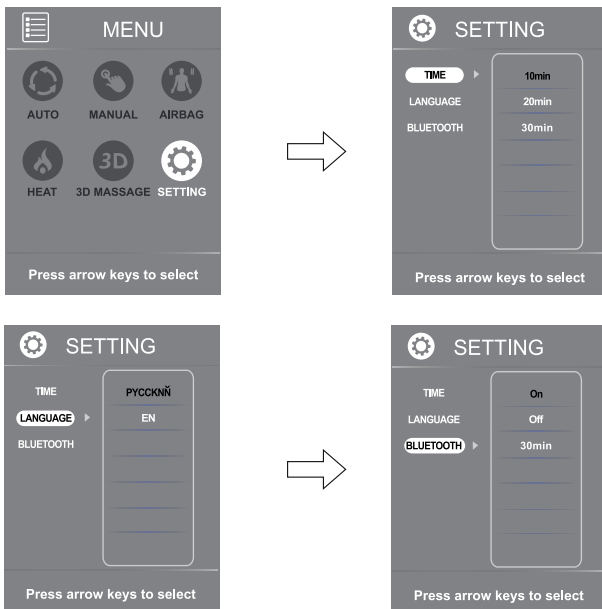 MENU
AUTO MANUAL AIRBAG
3D
HEAT 3D MASSAGE SETTING
Press arrow keys to select
SETTING
TIME 10min
LANGUAGE 20min
BLUETOOTH 30min
Press arrow keys to select
SETTING
TIME PYCCKNŇ
LANGUAGE EN
BLUETOOTH
Press arrow keys to select
SETTING
TIME On
LANGUAGE Off
BLUETOOTH 30min
Press arrow keys to select